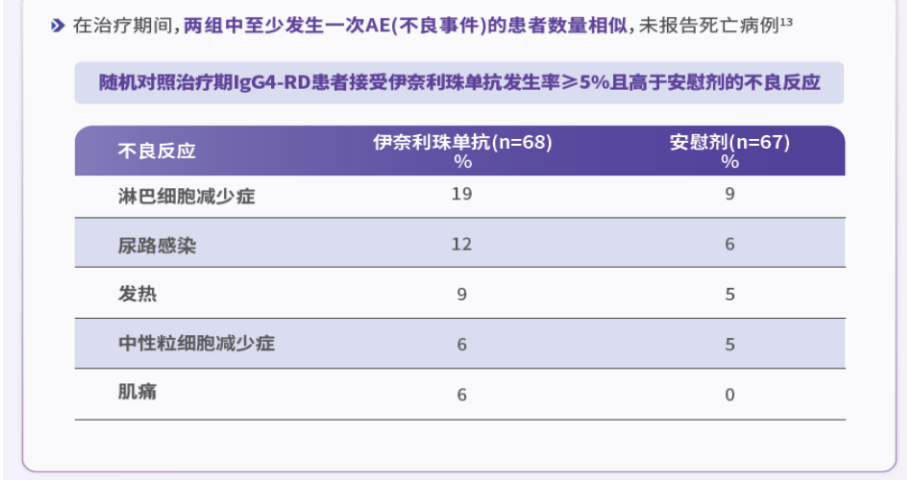 在治疗期间,两组中至少发生一次AE(不良事件)的患者数量相似,未报告死亡病例¹³
随机对照治疗期IgG4-RD患者接受伊奈利珠单抗发生率≥5%且高于安慰剂的不良反应
不良反应 伊奈利珠单抗(n=68) % 安慰剂(n=67) %
淋巴细胞减少症 19 9
尿路感染 12 6
发热 9 5
中性粒细胞减少症 6 5
肌痛 6 0